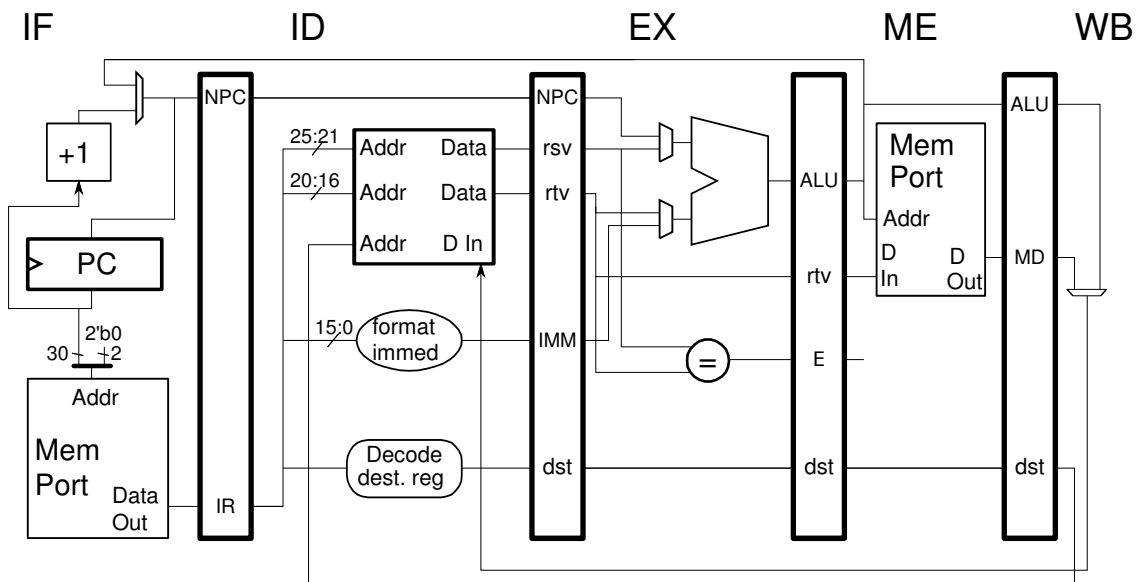 IF ID EX ME WB
NPC
+1
PC
30
2'b0
2
Addr
Mem
Port
Data
Out
IR
25:21
20:16
Addr Data
Addr Data
Addr D In
15:0
format
immed
Decode
dest. reg
NPC
rsv
rtv
IMM
dst
=
ALU
rtv
E
dst
Mem
Port
Addr
D
In
D
Out
ALU
MD
dst